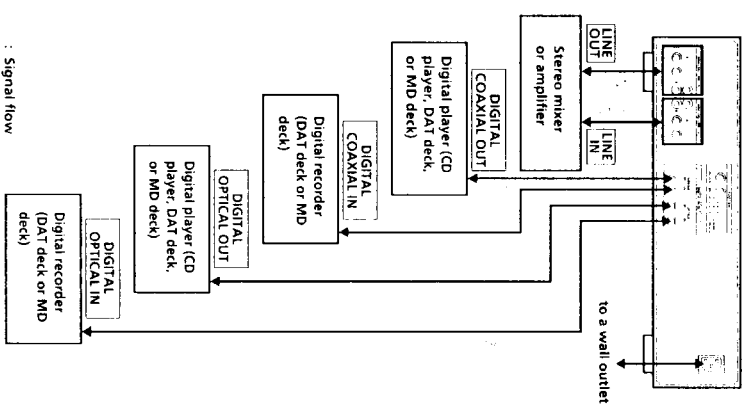 LINE
OUT
LINE
IN
Stereo mixer
or amplifier
DIGITAL
COAXIAL OUT
Digital player (CD
player, DAT deck,
or MD deck)
DIGITAL
COAXIAL IN
Digital recorder
(DAT deck or MD
deck)
DIGITAL
OPTICAL OUT
Digital player (CD
player, DAT deck,
or MD deck)
DIGITAL
OPTICAL IN
Digital recorder
(DAT deck or MD
deck)
to a wall outlet
: Signal flow